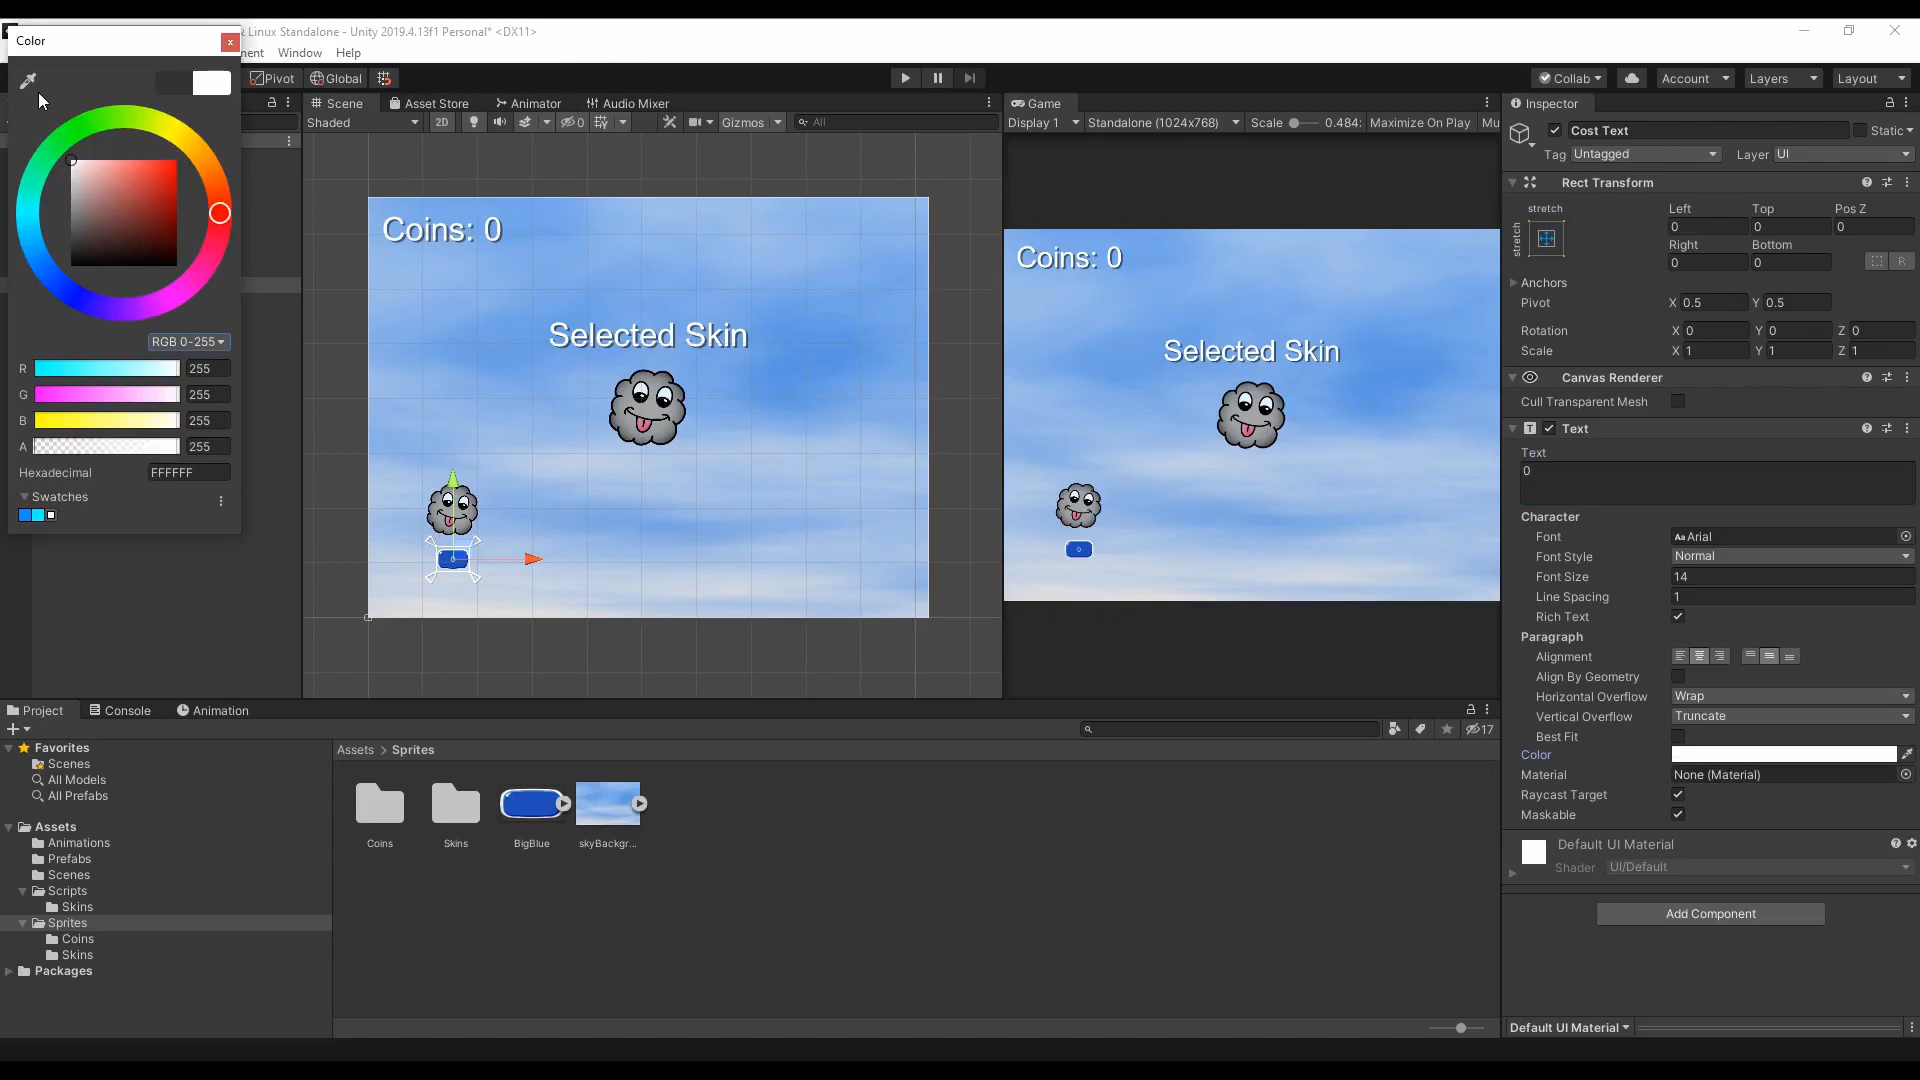 Color
x
Linux Standalone - Unity 2019.4.13f1 Personal* <DX11>
Window Help
Pivot Global
Collab Account Layers Layout
RGB 0-255
R 255
G 255
B 255
A 255
Hexadecimal FFFFFF
Swatches
Scene Asset Store Animator Audio Mixer
Shaded 2D 0 Gizmos All
Coins: 0
Selected Skin
0
Game
Display 1 Standalone (1024x768) Scale 0.484: Maximize On Play Mu
Coins: 0
Selected Skin
0
Inspector
Cost Text Static
Tag Untagged Layer UI
Rect Transform
stretch Left Top Pos Z
stretch 0 0 0
Right Bottom
0 0 R
Anchors
Pivot X 0.5 Y 0.5
Rotation X 0 Y 0 Z 0
Scale X 1 Y 1 Z 1
Canvas Renderer
Cull Transparent Mesh
T Text
Text
0
Character
Font Aa Arial
Font Style Normal
Font Size 14
Line Spacing 1
Rich Text
Paragraph
Alignment
Align By Geometry
Horizontal Overflow Wrap
Vertical Overflow Truncate
Best Fit
Color
Material None (Material)
Raycast Target
Maskable
Default UI Material
Shader UI/Default
Add Component
Default UI Material
Project Console Animation
17
Favorites
Scenes
All Models
All Prefabs
Assets
Animations
Prefabs
Scenes
Scripts
Skins
Sprites
Coins
Skins
Packages
Assets > Sprites
Coins Skins BigBlue skyBackgr...